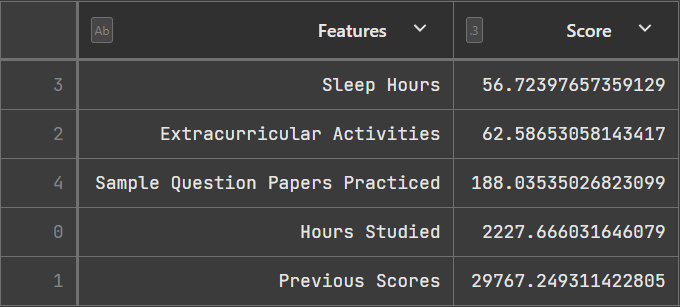 Ab Features .3 Score
3 Sleep Hours 56.72397657359129
2 Extracurricular Activities 62.58653058143417
4 Sample Question Papers Practiced 188.03535026823099
0 Hours Studied 2227.666031646079
1 Previous Scores 29767.249311422805